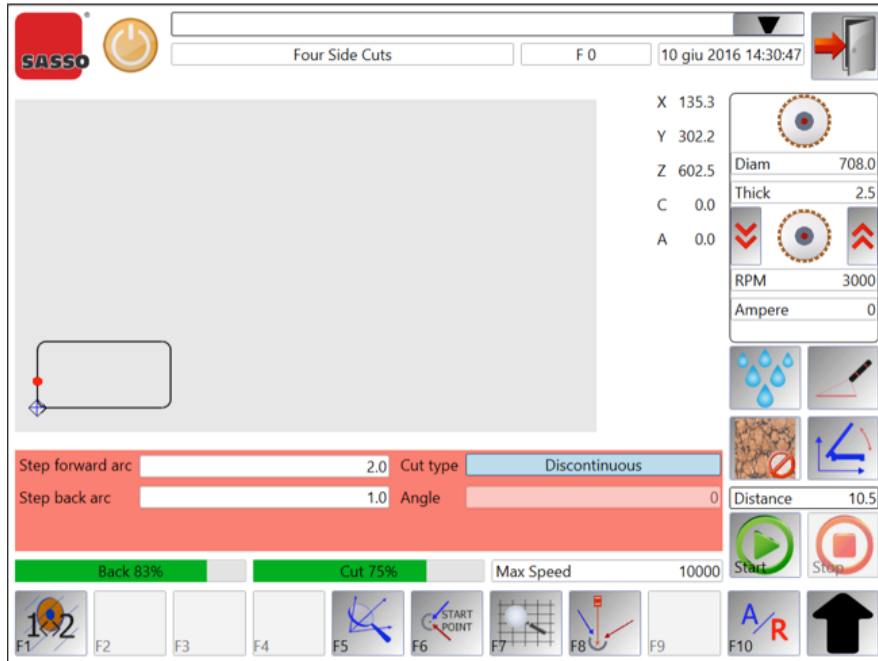 SASSO
Four Side Cuts
F 0
10 giu 2016 14:30:47
X 135.3
Y 302.2
Z 602.5
C 0.0
A 0.0
Diam 708.0
Thick 2.5
RPM 3000
Ampere 0
Step forward arc 2.0 Cut type Discontinuous
Step back arc 1.0 Angle 0
Distance 10.5
Start Stop
Back 83% Cut 75% Max Speed 10000
1 2
START
POINT
A/R
F1 F2 F3 F4 F5 F6 F7 F8 F9 F10